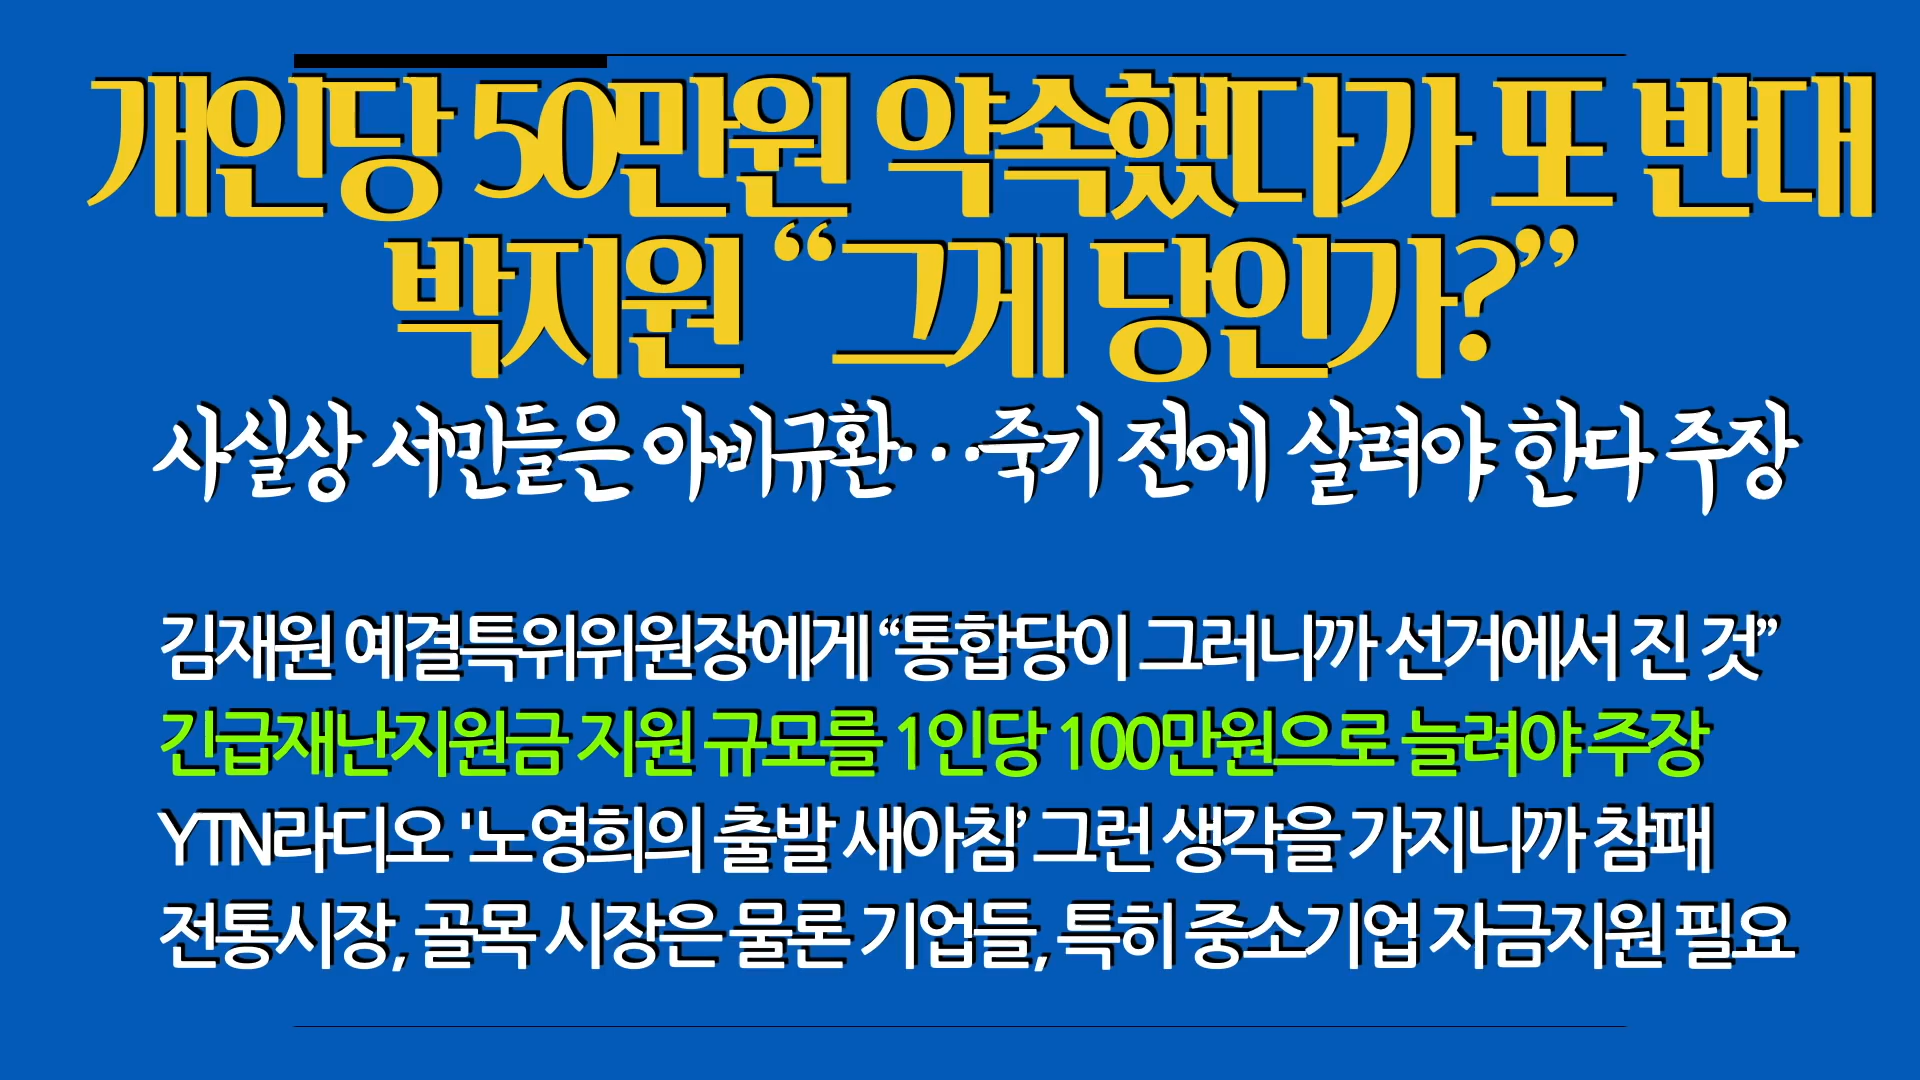 개인당 50만원 약속했다가 또 반대
박지원 “그게 당인가?”
사실상 서민들은 아비규환···죽기 전에 살려야 한다 주장
김재원 예결특위위원장에게 “통합당이 그러니까 선거에서 진 것”
긴급재난지원금 지원 규모를 1인당 100만원으로 늘려야 주장
YTN라디오 '노영희의 출발 새아침’ 그런 생각을 가지니까 참패
전통시장, 골목 시장은 물론 기업들, 특히 중소기업 자금지원 필요